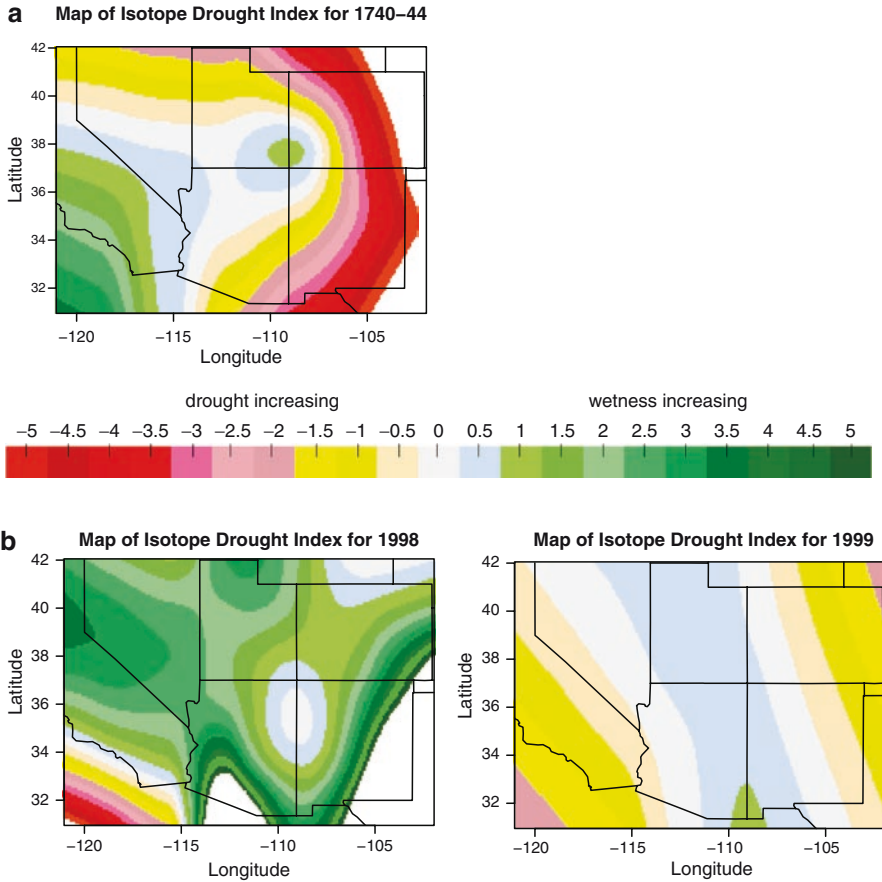 a Map of Isotope Drought Index for 1740–44
42
40
38
36
34
32
Latitude
−120 −115 −110 −105
Longitude
drought increasing wetness increasing
−5 −4.5 −4 −3.5 −3 −2.5 −2 −1.5 −1 −0.5 0 0.5 1 1.5 2 2.5 3 3.5 4 4.5 5
b Map of Isotope Drought Index for 1998
42
40
38
36
34
32
Latitude
−120 −115 −110 −105
Longitude
Map of Isotope Drought Index for 1999
42
40
38
36
34
32
Latitude
−120 −115 −110 −105
Longitude